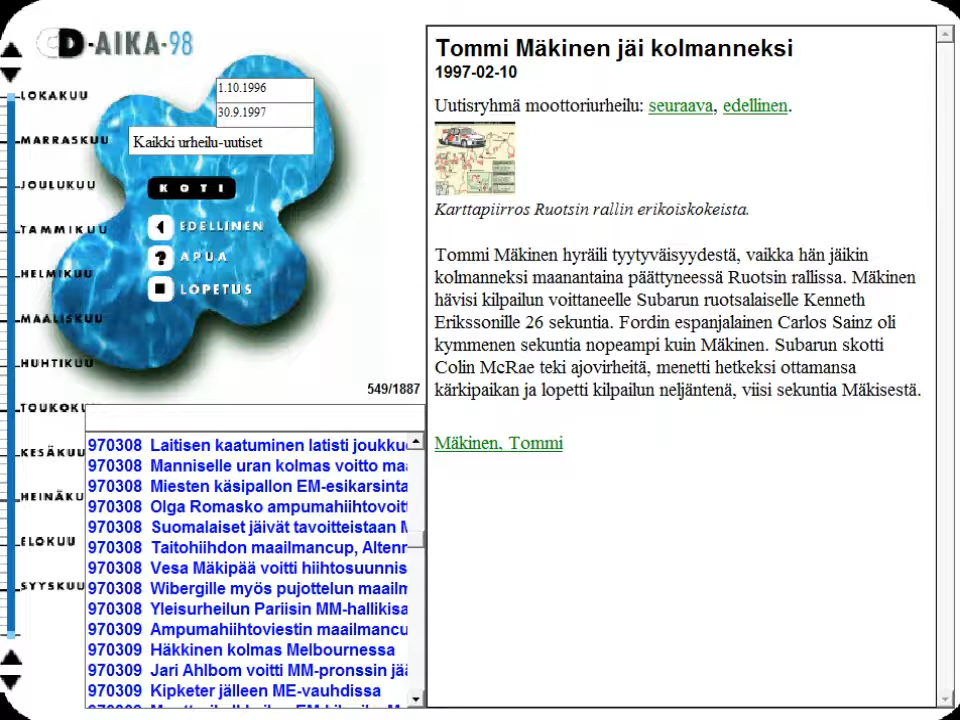 CD-AIKA-98
LOKAKUU
MARRASKUU
JOULUKUU
TAMMIKUU
HELMIKUU
MAALISKUU
HUHTIKUU
TOUKOKU
KESÄKUU
HEINÄKU
ELOKUU
SYYSKUU
1.10.1996
30.9.1997
Kaikki urheilu-uutiset
KOTI
EDELLINEN
? APUA
LOPETUS
549/1887
970308 Laitisen kaatuminen latisti joukku
970308 Manniselle uran kolmas voitto ma
970308 Miesten käsipallon EM-esikarsinta
970308 Olga Romasko ampumahiihtovoit
970308 Suomalaiset jäivät tavoitteistaan
970308 Taitohiihdon maailmancup, Altenm
970308 Vesa Mäkipää voitti hiihtosuunnis
970308 Wibergille myös pujottelun maailm
970308 Yleisurheilun Pariisin MM-hallikisa
970309 Ampumahiihtoviestin maailmancu
970309 Häkkinen kolmas Melbournessa
970309 Jari Ahlbom voitti MM-pronssin jää
970309 Kipketer jälleen ME-vauhdissa
Tommi Mäkinen jäi kolmanneksi
1997-02-10
Uutisryhmä moottoriurheilu: seuraava, edellinen.
Karttapiirros Ruotsin rallin erikoiskokeista.
Tommi Mäkinen hyräili tyytyväisyydestä, vaikka hän jäikin
kolmanneksi maanantaina päättyneessä Ruotsin rallissa. Mäkinen
hävisi kilpailun voittaneelle Subarun ruotsalaiselle Kenneth
Erikssonille 26 sekuntia. Fordin espanjalainen Carlos Sainz oli
kymmenen sekuntia nopeampi kuin Mäkinen. Subarun skotti
Colin McRae teki ajovirheitä, menetti hetkeksi ottamansa
kärkipaikan ja lopetti kilpailun neljäntenä, viisi sekuntia Mäkisestä.
Mäkinen, Tommi